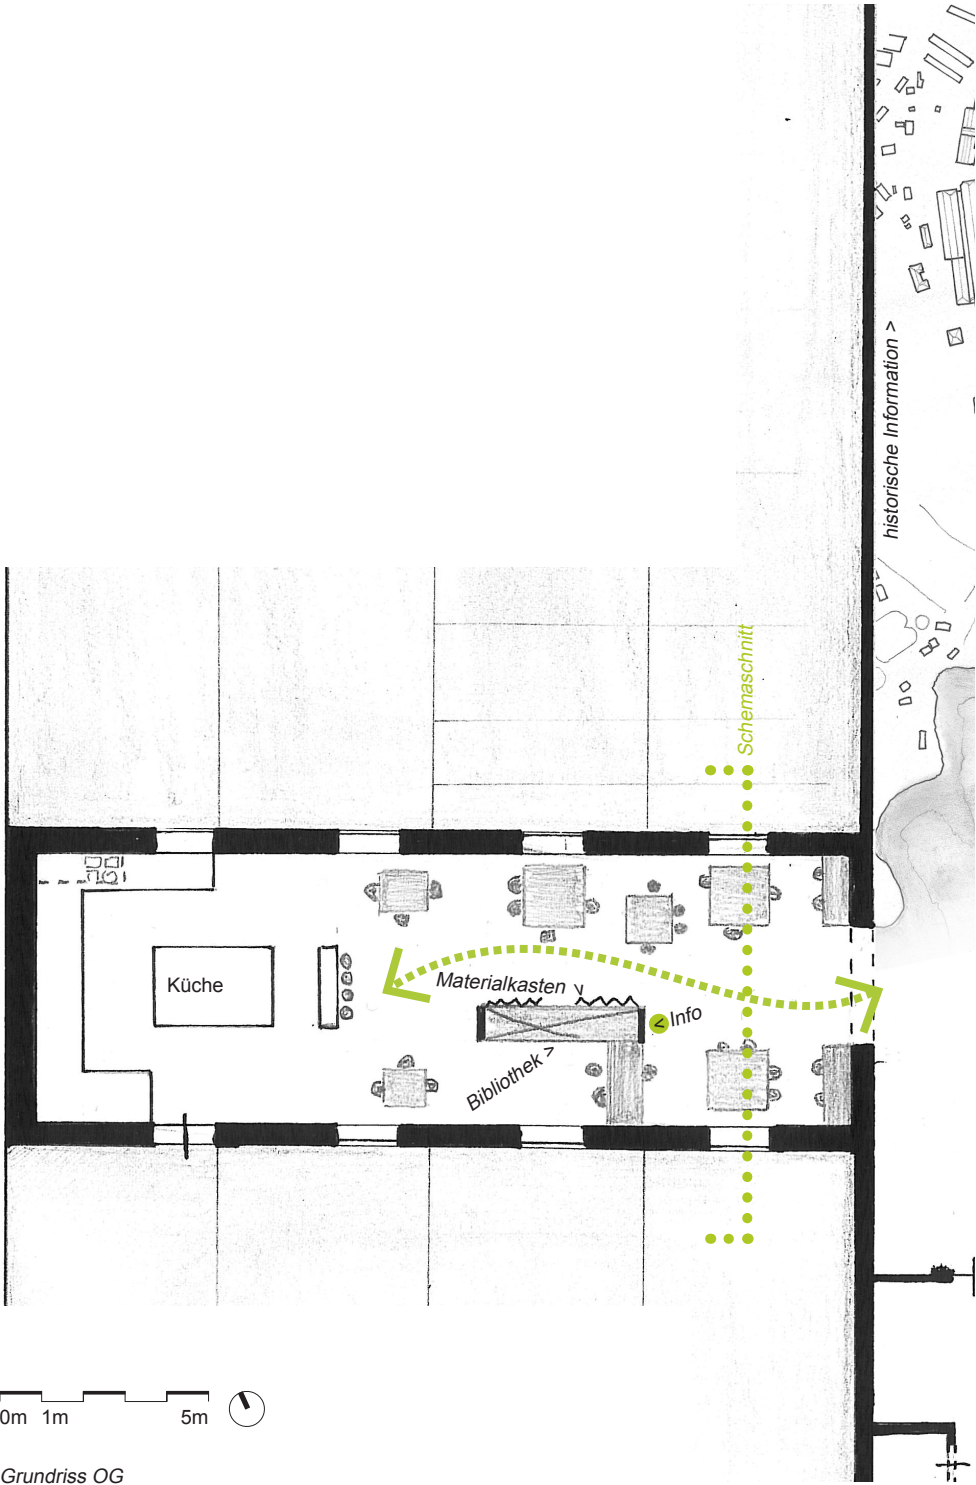 historische Information >
Schemaschnitt
Küche
Materialkasten >
< Info
Bibliothek >
0m 1m 5m
Grundriss OG